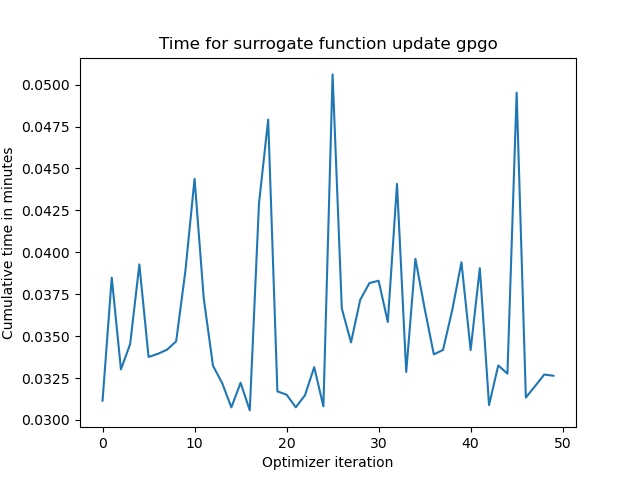 Time for surrogate function update gpgo
Cumulative time in minutes
0.0500
0.0475
0.0450
0.0425
0.0400
0.0375
0.0350
0.0325
0.0300
0 10 20 30 40 50
Optimizer iteration